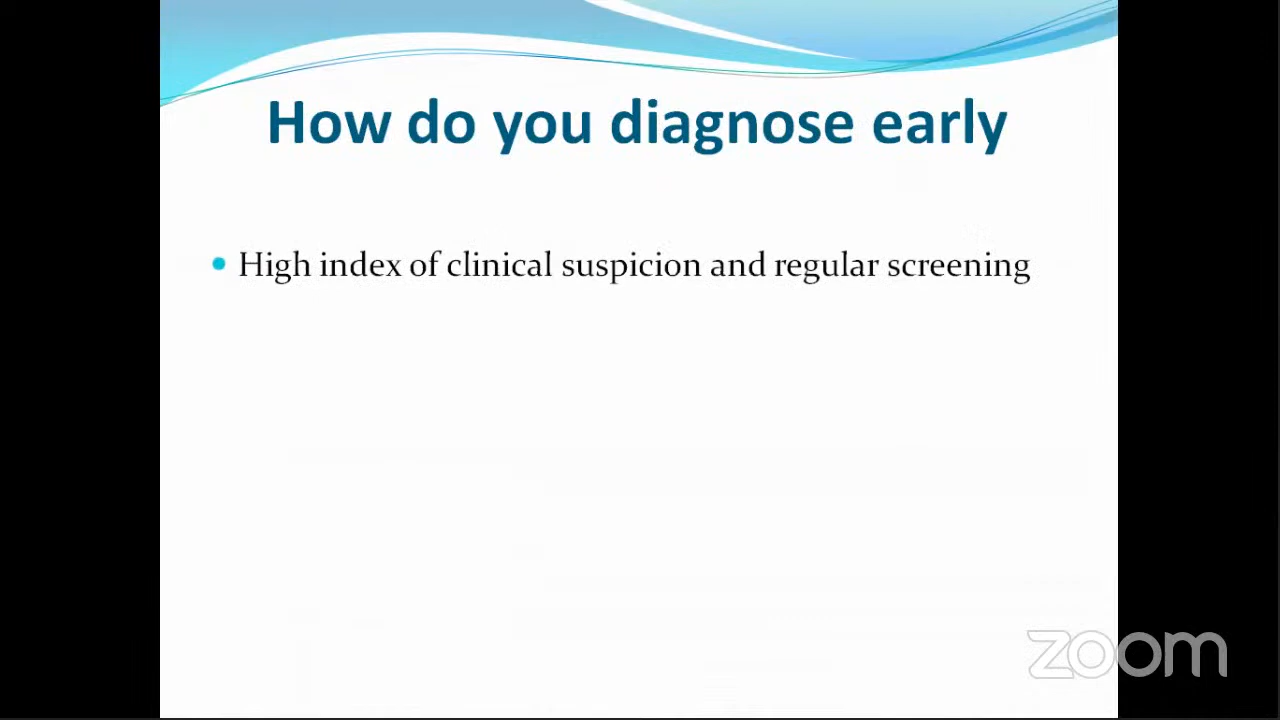 How do you diagnose early
High index of clinical suspicion and regular screening
zoom